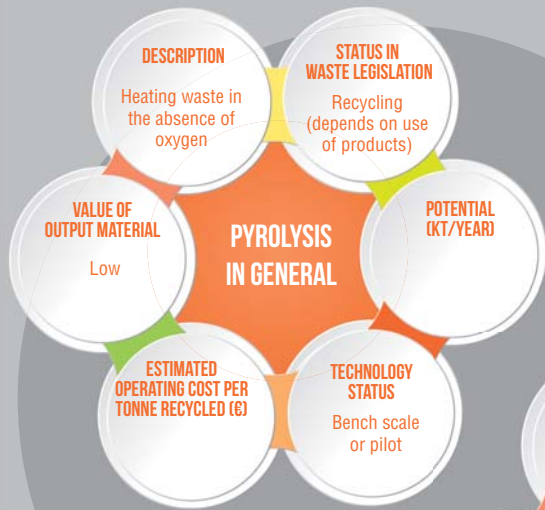 DESCRIPTION
Heating waste in
the absence of
oxygen
STATUS IN
WASTE LEGISLATION
Recycling
(depends on use
of products)
VALUE OF
OUTPUT MATERIAL
Low
PYROLYSIS
IN GENERAL
POTENTIAL
(KT/YEAR)
ESTIMATED
OPERATING COST PER
TONNE RECYCLED (€)
TECHNOLOGY
STATUS
Bench scale
or pilot